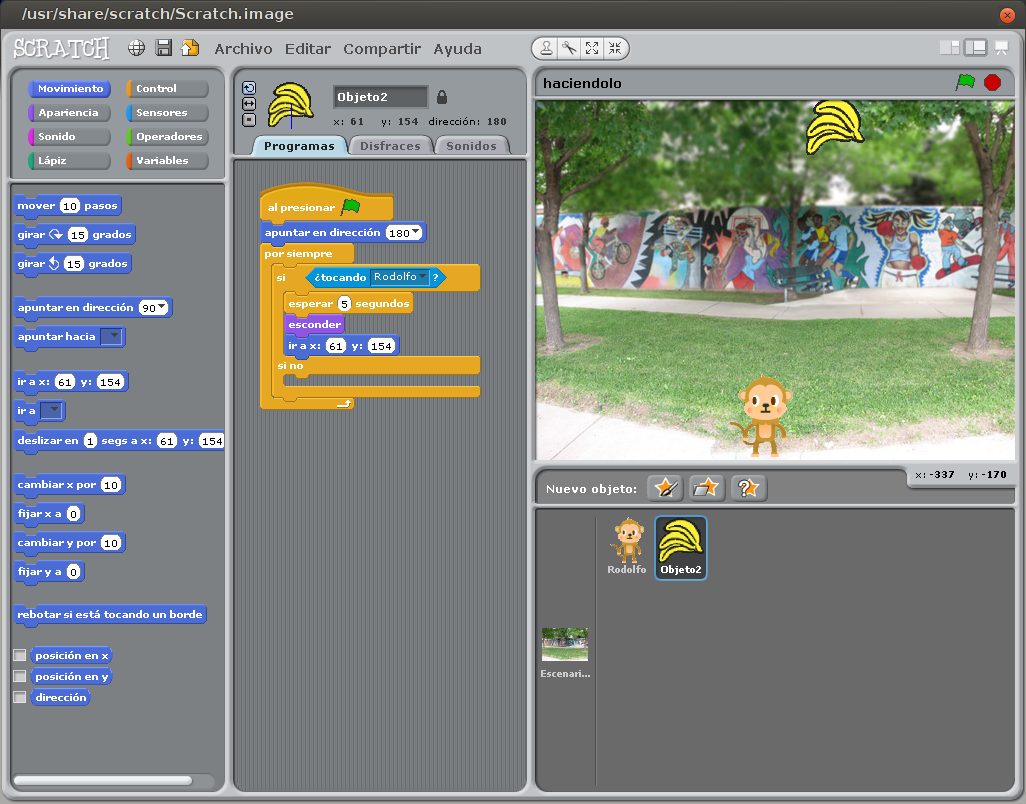 /usr/share/scratch/Scratch.image
SCRATCH
Archivo Editar Compartir Ayuda
Movimiento Control
Apariencia Sensores
Sonido Operadores
Lápiz Variables
mover 10 pasos
girar 15 grados
girar 15 grados
apuntar en dirección 90
apuntar hacia
ir a x: 61 y: 154
ir a
deslizar en 1 segs a x: 61 y: 154
cambiar x por 10
fijar x a 0
cambiar y por 10
fijar y a 0
rebotar si está tocando un borde
posición en x
posición en y
dirección
Objeto2
x: 61 y: 154 dirección: 180
Programas Disfraces Sonidos
al presionar
apuntar en dirección 180
por siempre
si ¿tocando Rodolfo ?
esperar 5 segundos
esconder
ir a x: 61 y: 154
si no
haciendolo
x: -337 y: -170
Nuevo objeto:
Rodolfo
Objeto2
Escenari...